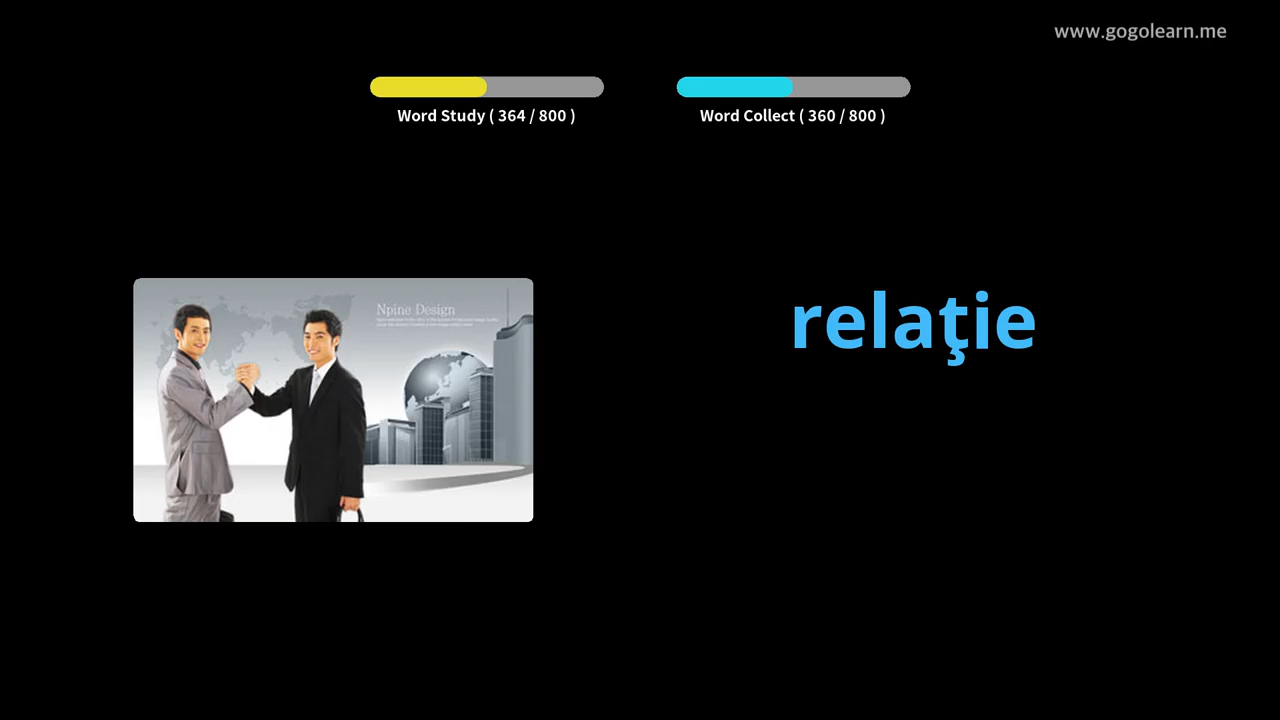 www.gogolearn.me
Word Study ( 364 / 800 )
Word Collect ( 360 / 800 )
Npine Design
relaţie